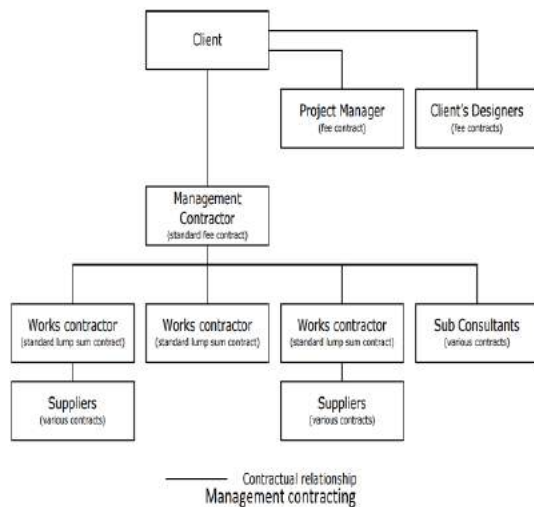 Client
Project Manager
(fee contract)
Client's Designers
(fee contracts)
Management
Contractor
(standard fee contract)
Works contractor
(standard lump sum contract)
Works contractor
(standard lump sum contract)
Works contractor
(standard lump sum contract)
Sub Consultants
(various contracts)
Suppliers
(various contracts)
Suppliers
(various contracts)
Contractual relationship
Management contracting